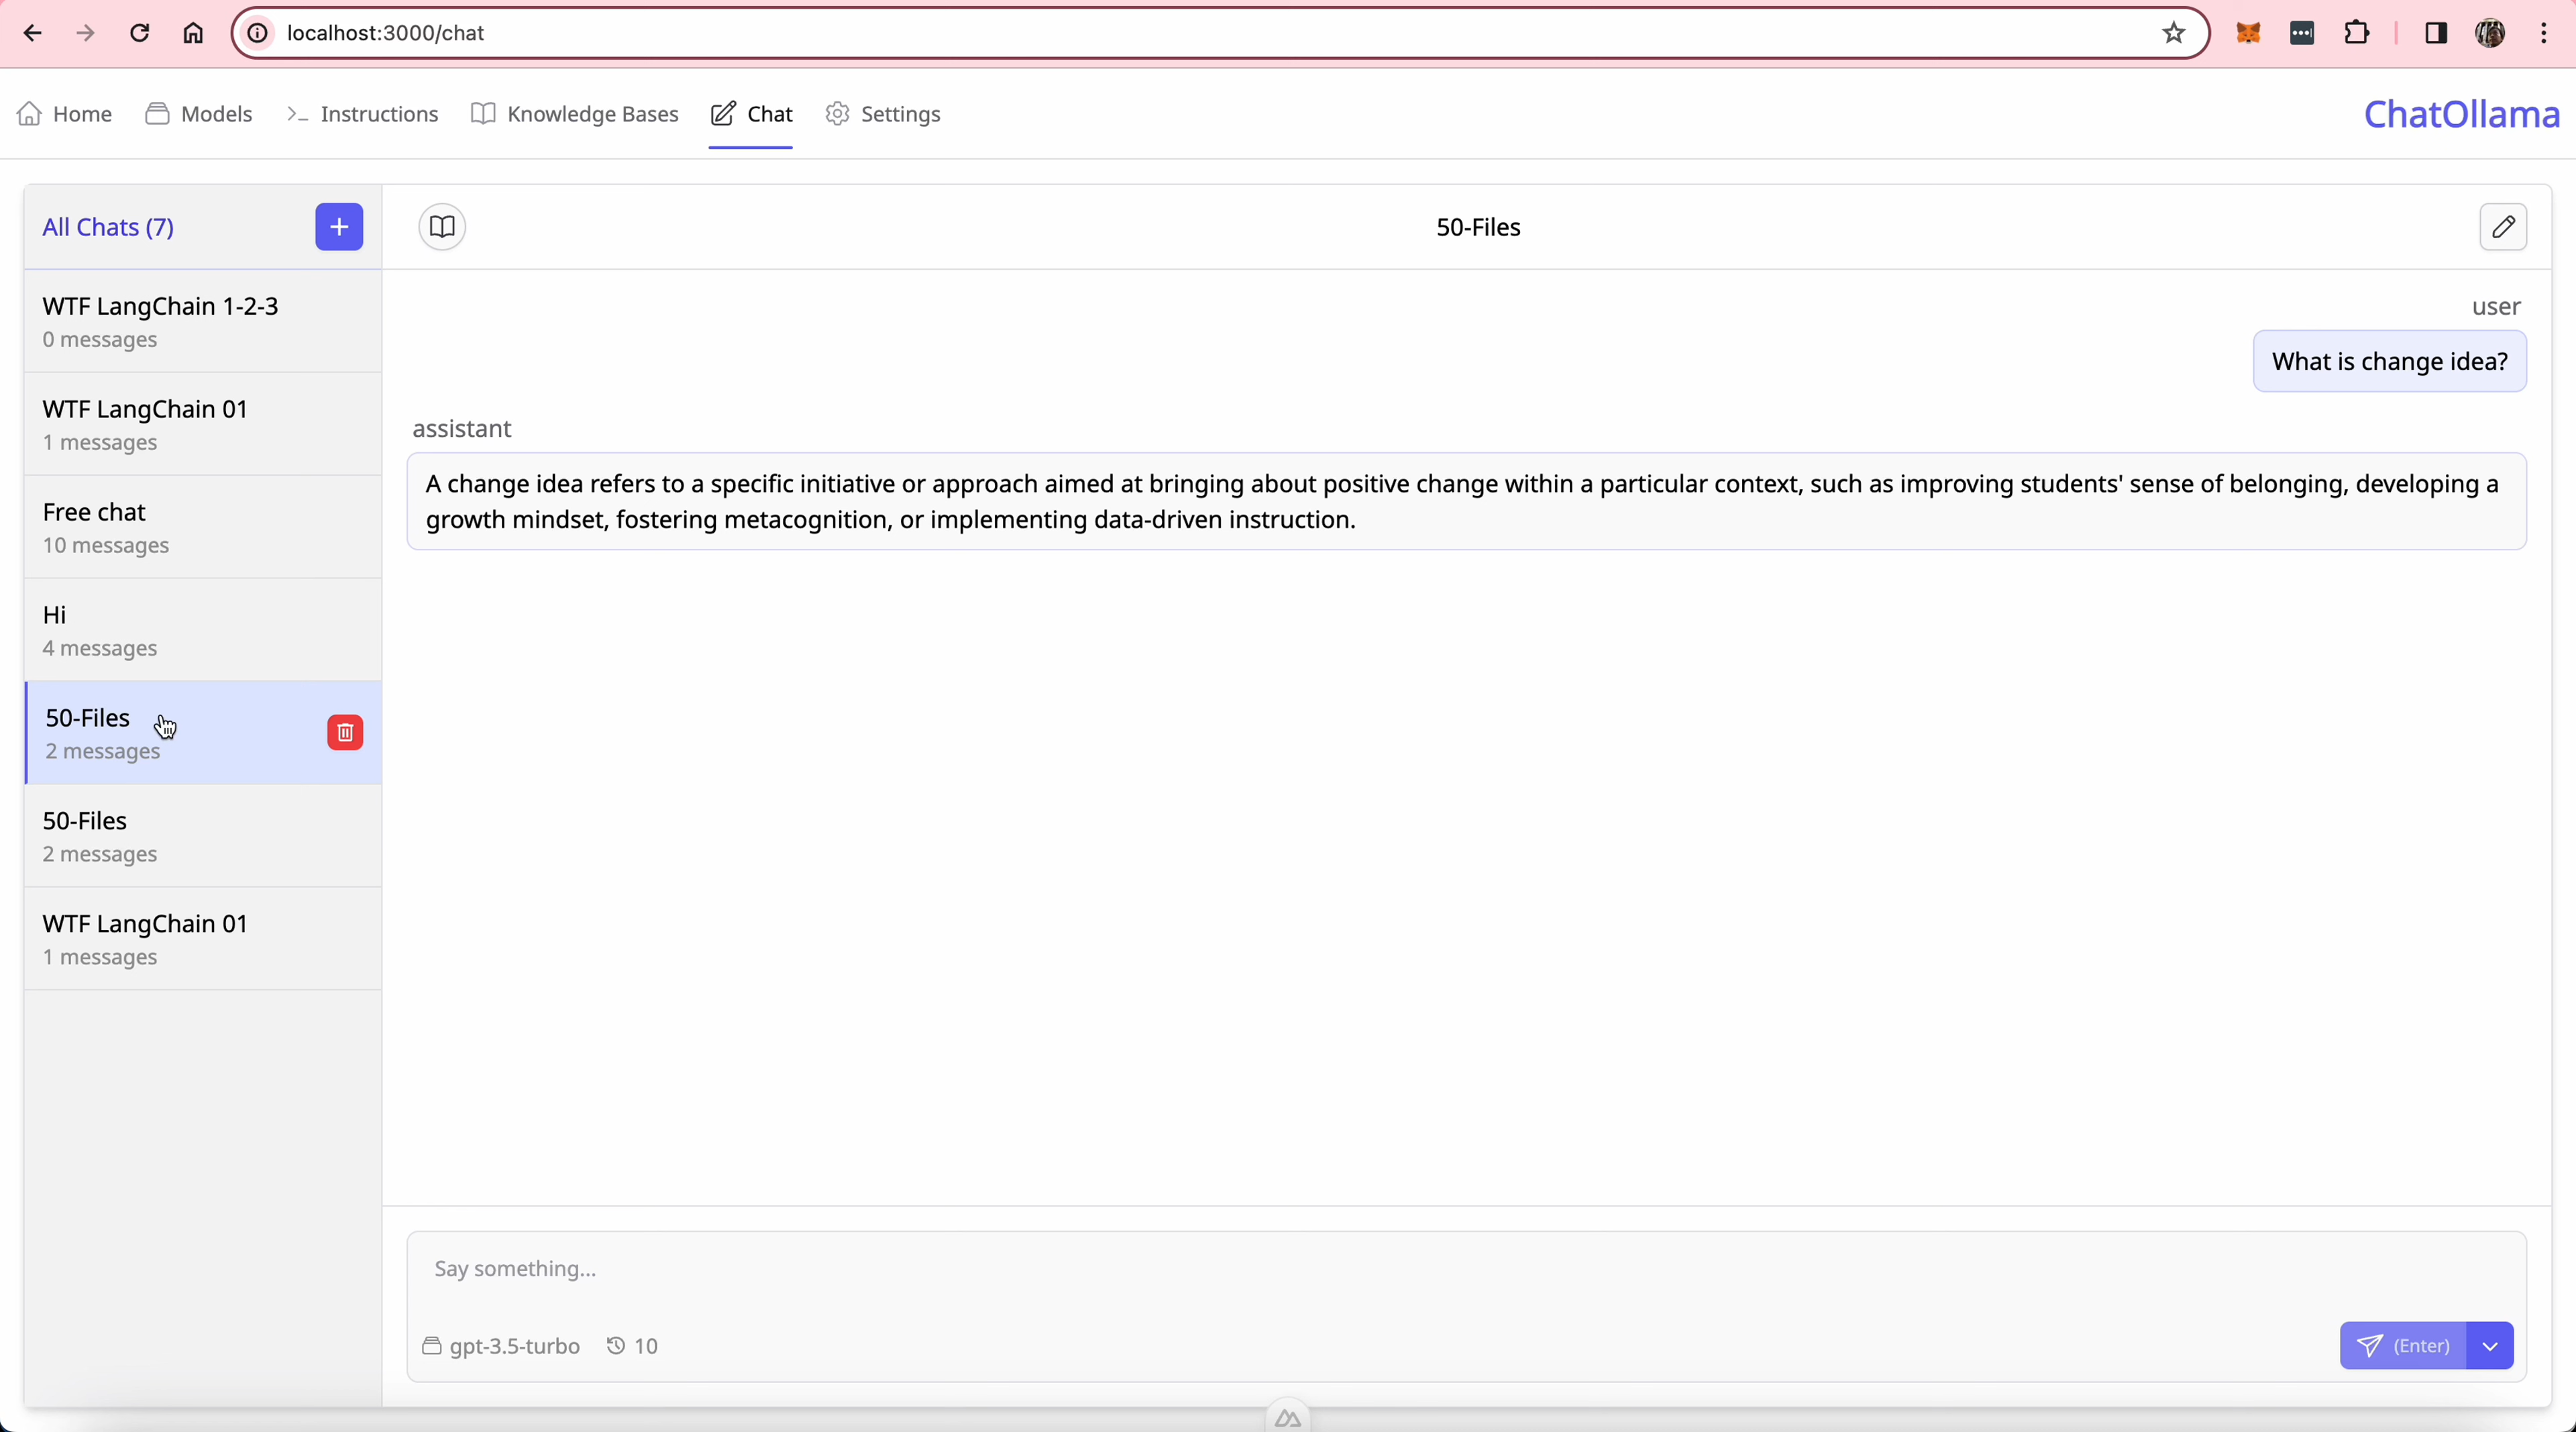 localhost:3000/chat
Home
Models
Instructions
Knowledge Bases
Chat
Settings
ChatOllama
All Chats (7)
WTF LangChain 1-2-3
0 messages
WTF LangChain 01
1 messages
Free chat
10 messages
Hi
4 messages
50-Files
2 messages
50-Files
2 messages
WTF LangChain 01
1 messages
50-Files
user
What is change idea?
assistant
A change idea refers to a specific initiative or approach aimed at bringing about positive change within a particular context, such as improving students' sense of belonging, developing a
growth mindset, fostering metacognition, or implementing data-driven instruction.
Say something...
gpt-3.5-turbo
10
(Enter)